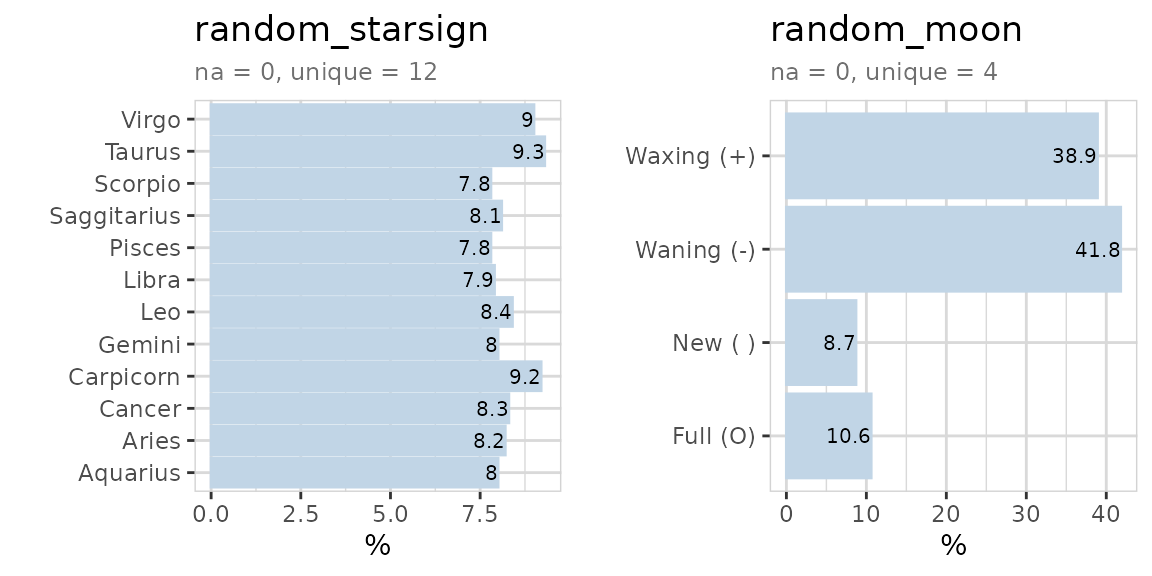 random_starsign
na = 0, unique = 12
Virgo 9
Taurus 9.3
Scorpio 7.8
Saggitarius 8.1
Pisces 7.8
Libra 7.9
Leo 8.4
Gemini 8
Carpicorn 9.2
Cancer 8.3
Aries 8.2
Aquarius 8
0.0 2.5 5.0 7.5
%
random_moon
na = 0, unique = 4
Waxing (+) 38.9
Waning (-) 41.8
New ( ) 8.7
Full (O) 10.6
0 10 20 30 40
%